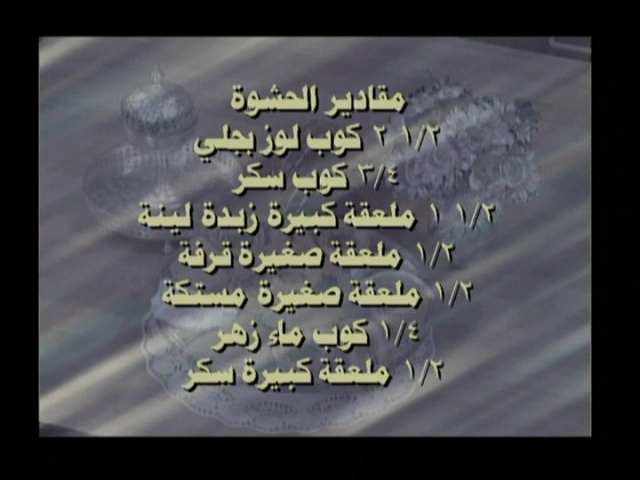 مقادير الحشوة
٢ ١/٢ كوب لوز بجلي
٣/٤ كوب سكر
١ ١/٢ ملعقة كبيرة زبدة لينة
١/٢ ملعقة صغيرة قرفة
١/٢ ملعقة صغيرة مستكة
١/٤ كوب ماء زهر
١/٢ ملعقة كبيرة سكر